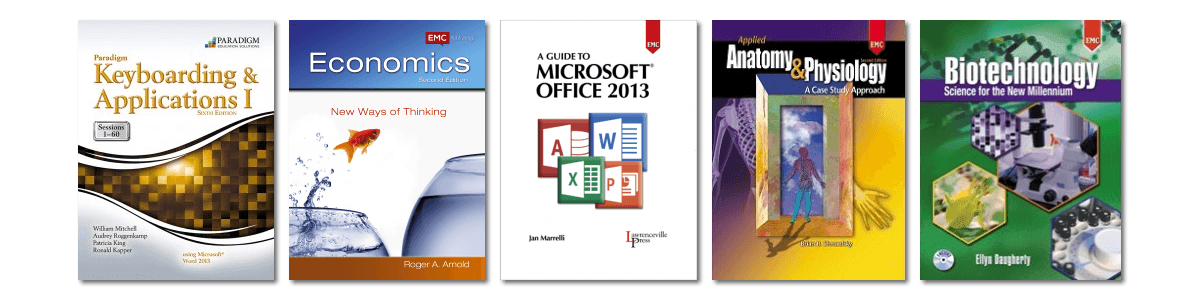 PARADIGM
EDUCATION SOLUTIONS
Paradigm
Keyboarding &
Applications I
SIXTH EDITION
Sessions
1–60
William Mitchell
Audrey Roggenkamp
Patricia King
Ronald Kapper
using Microsoft®
Word 2013
EMC Publishing
Economics
Second Edition
New Ways of Thinking
Roger A. Arnold
EMC
A GUIDE TO
MICROSOFT®
OFFICE 2013
A
W
X
P
Jan Marrelli
Lawrenceville
Press
EMC
Applied
Anatomy
& Physiology
Second Edition
A Case Study Approach
EMC
Biotechnology
Science for the New Millennium
Ellyn Daugherty